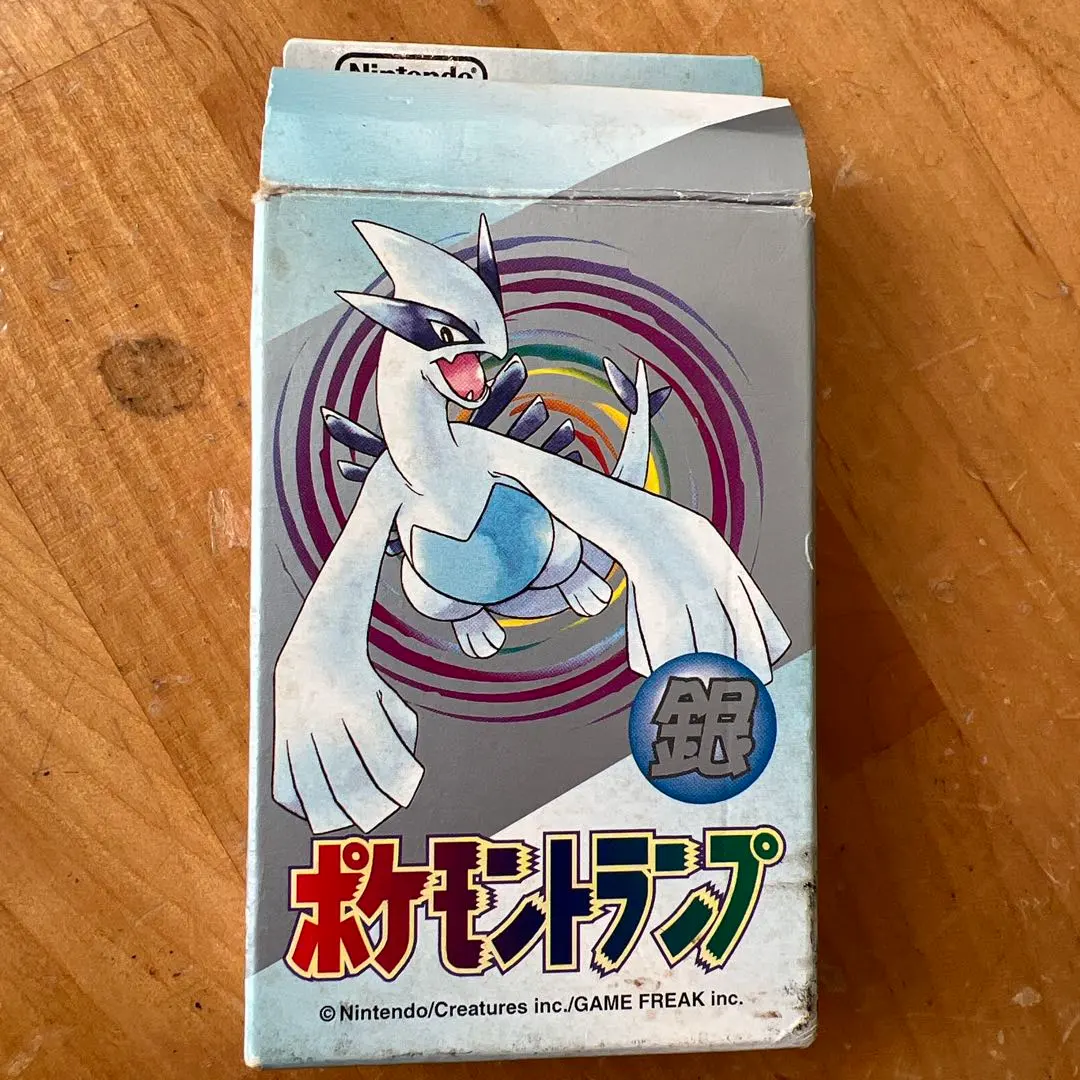 Nintendo
銀
ポケモントランプ
©Nintendo/Creatures inc./GAME FREAK inc.